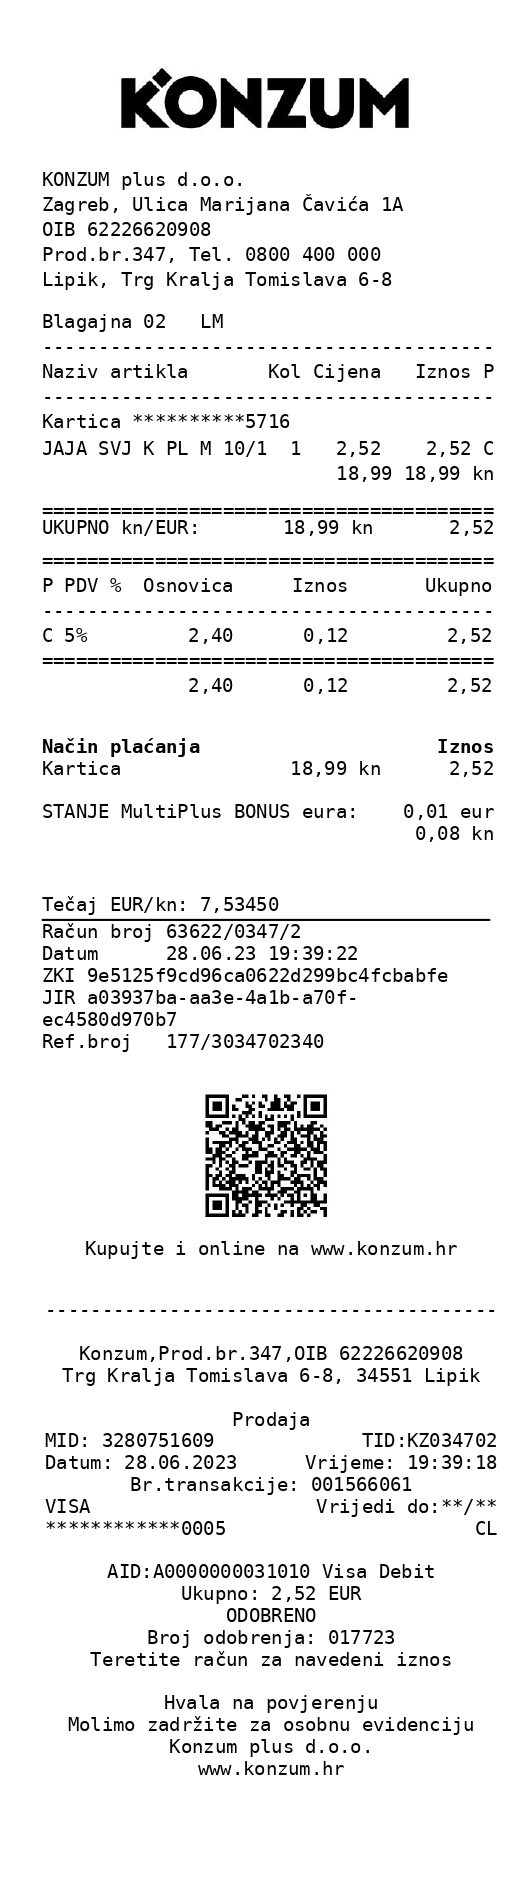 KONZUM
KONZUM plus d.o.o.
Zagreb, Ulica Marijana Čavića 1A
OIB 62226620908
Prod.br.347, Tel. 0800 400 000
Lipik, Trg Kralja Tomislava 6-8
Blagajna 02   LM
----------------------------------------
Naziv artikla       Kol Cijena   Iznos P
----------------------------------------
Kartica **********5716
JAJA SVJ K PL M 10/1  1   2,52    2,52 C
18,99 18,99 kn
========================================
UKUPNO kn/EUR:       18,99 kn       2,52
========================================
P PDV %  Osnovica     Iznos       Ukupno
----------------------------------------
C 5%         2,40      0,12         2,52
========================================
2,40      0,12         2,52
Način plaćanja                     Iznos
Kartica               18,99 kn      2,52
STANJE MultiPlus BONUS eura:    0,01 eur
0,08 kn
Tečaj EUR/kn: 7,53450
Račun broj 63622/0347/2
Datum      28.06.23 19:39:22
ZKI 9e5125f9cd96ca0622d299bc4fcbabfe
JIR a03937ba-aa3e-4a1b-a70f-
ec4580d970b7
Ref.broj   177/3034702340
Kupujte i online na www.konzum.hr
----------------------------------------
Konzum,Prod.br.347,OIB 62226620908
Trg Kralja Tomislava 6-8, 34551 Lipik
Prodaja
MID: 3280751609             TID:KZ034702
Datum: 28.06.2023      Vrijeme: 19:39:18
Br.transakcije: 001566061
VISA                    Vrijedi do:**/**
************0005                      CL
AID:A0000000031010 Visa Debit
Ukupno: 2,52 EUR
ODOBRENO
Broj odobrenja: 017723
Teretite račun za navedeni iznos
Hvala na povjerenju
Molimo zadržite za osobnu evidenciju
Konzum plus d.o.o.
www.konzum.hr